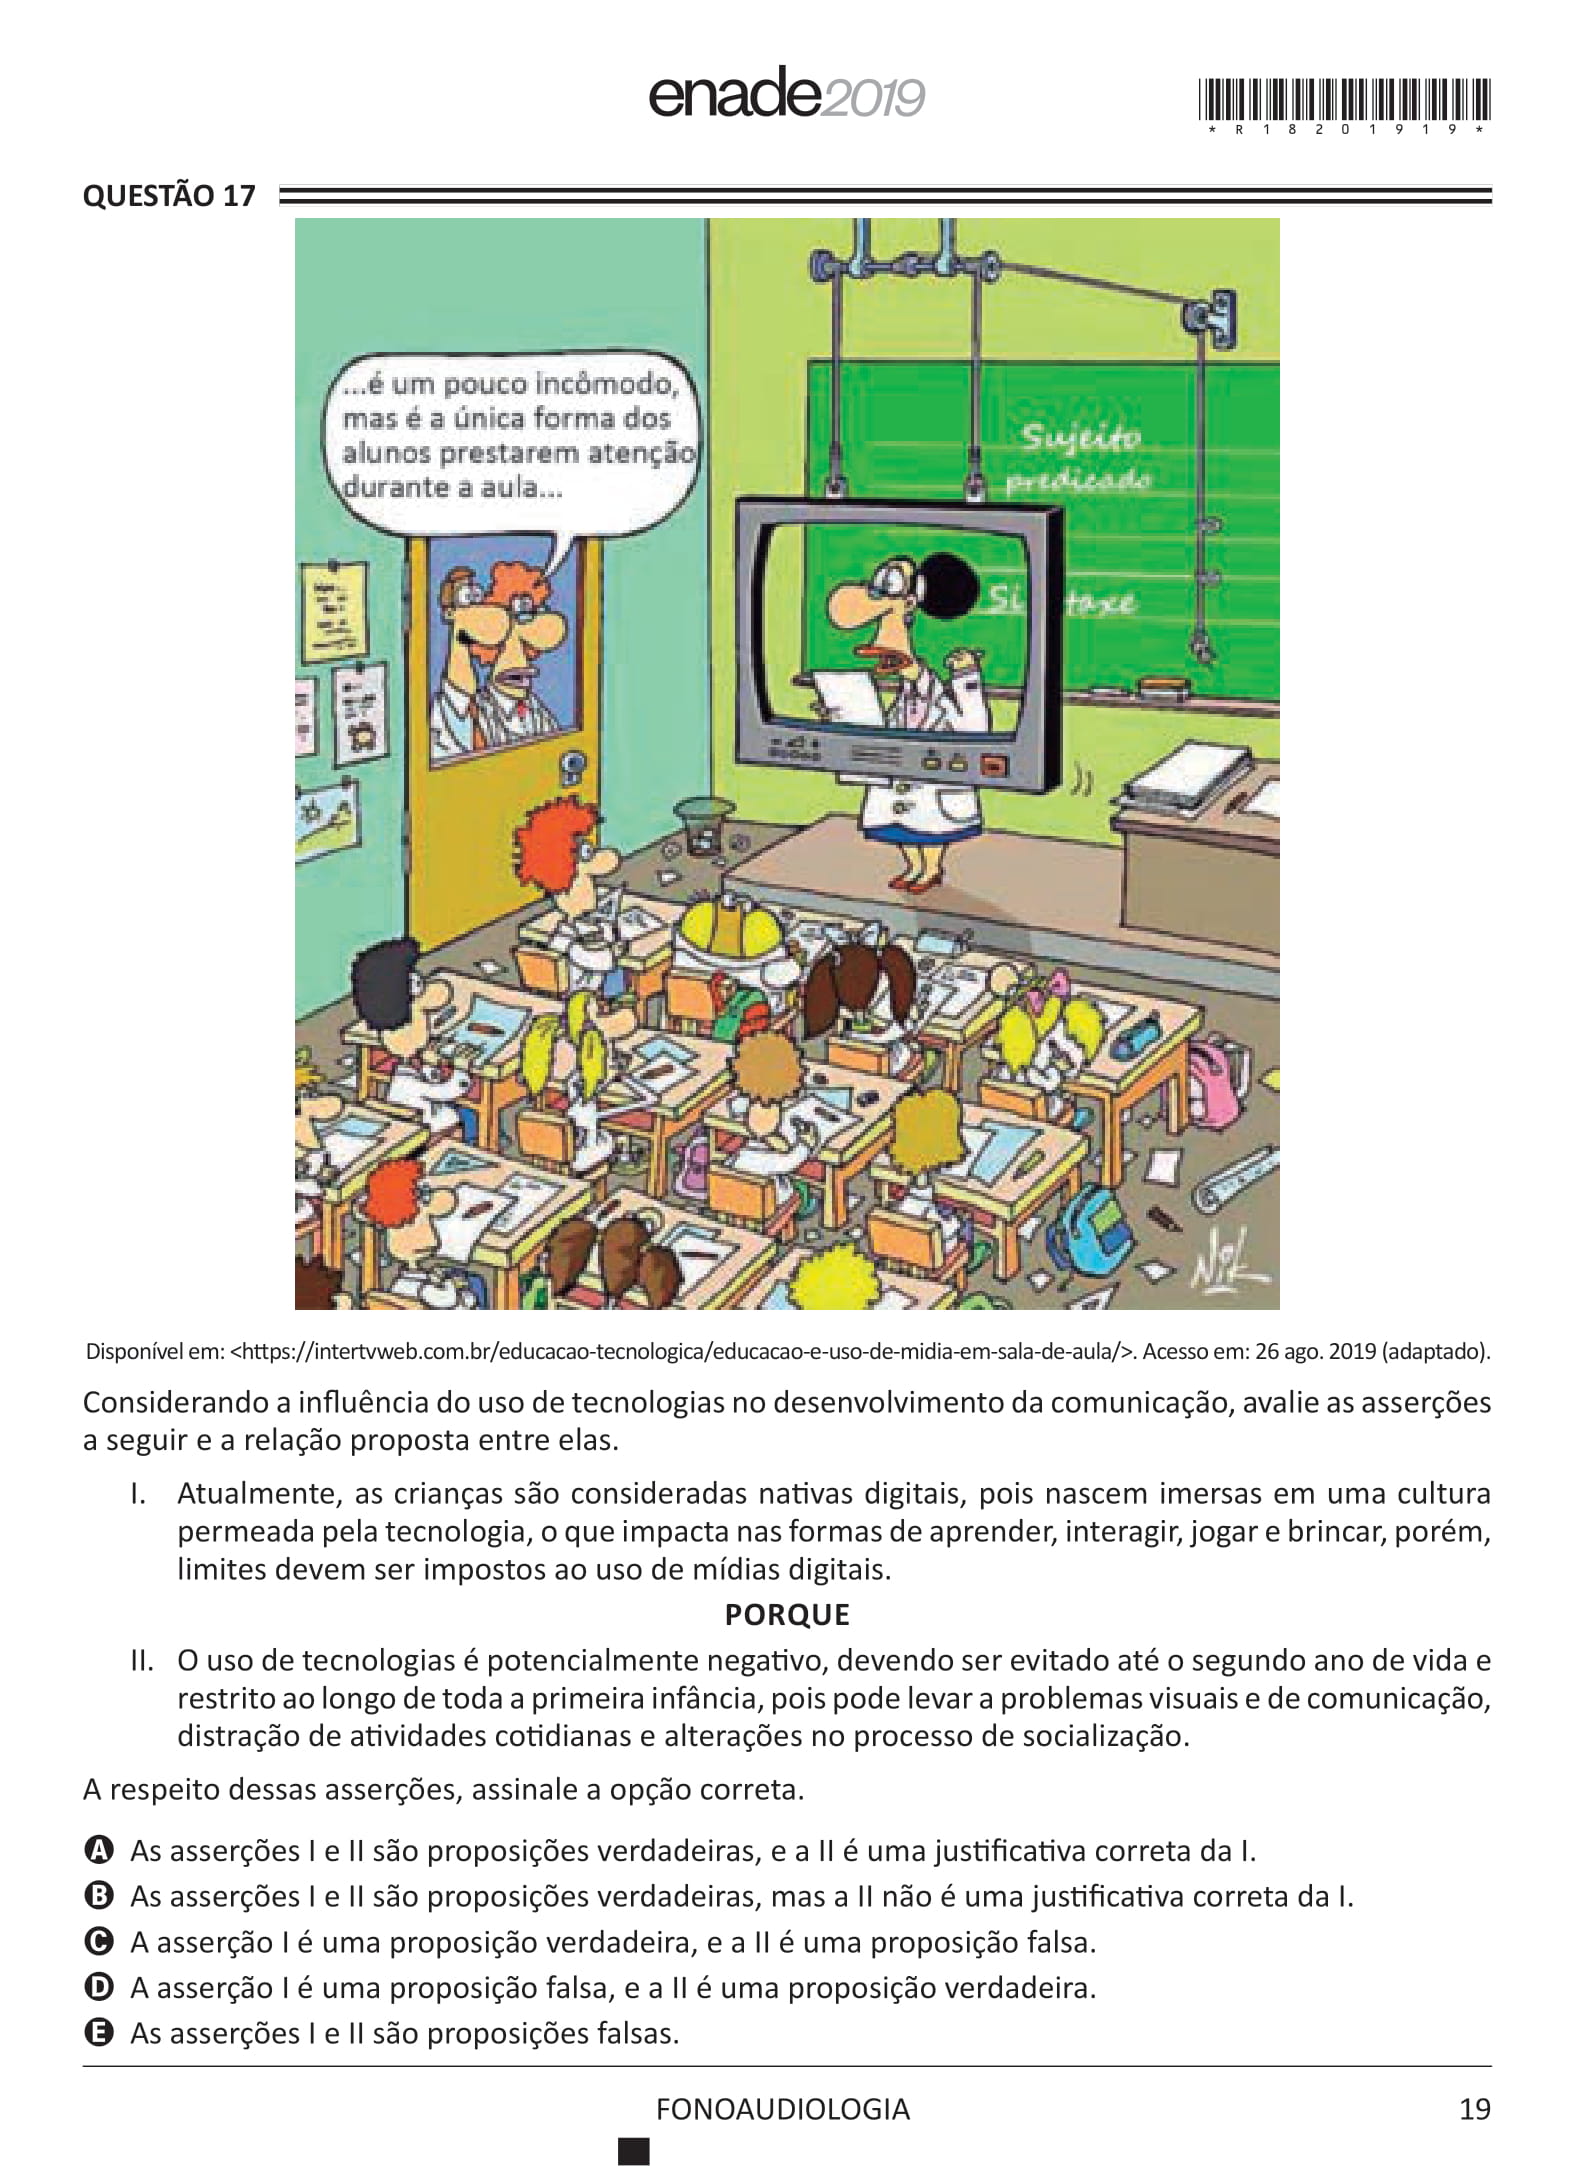 enade2019
*R18201919*
QUESTÃO 17
...é um pouco incômodo,
mas é a única forma dos
alunos prestarem atenção
durante a aula...
Sujeito
predicado
Si taxe
Nik
Disponível em: <https://intertvweb.com.br/educacao-tecnologica/educacao-e-uso-de-midia-em-sala-de-aula/>. Acesso em: 26 ago. 2019 (adaptado).
Considerando a influência do uso de tecnologias no desenvolvimento da comunicação, avalie as asserções
a seguir e a relação proposta entre elas.
I. Atualmente, as crianças são consideradas nativas digitais, pois nascem imersas em uma cultura
permeada pela tecnologia, o que impacta nas formas de aprender, interagir, jogar e brincar, porém,
limites devem ser impostos ao uso de mídias digitais.
PORQUE
II. O uso de tecnologias é potencialmente negativo, devendo ser evitado até o segundo ano de vida e
restrito ao longo de toda a primeira infância, pois pode levar a problemas visuais e de comunicação,
distração de atividades cotidianas e alterações no processo de socialização.
A respeito dessas asserções, assinale a opção correta.
A As asserções I e II são proposições verdadeiras, e a II é uma justificativa correta da I.
B As asserções I e II são proposições verdadeiras, mas a II não é uma justificativa correta da I.
C A asserção I é uma proposição verdadeira, e a II é uma proposição falsa.
D A asserção I é uma proposição falsa, e a II é uma proposição verdadeira.
E As asserções I e II são proposições falsas.
FONOAUDIOLOGIA
19